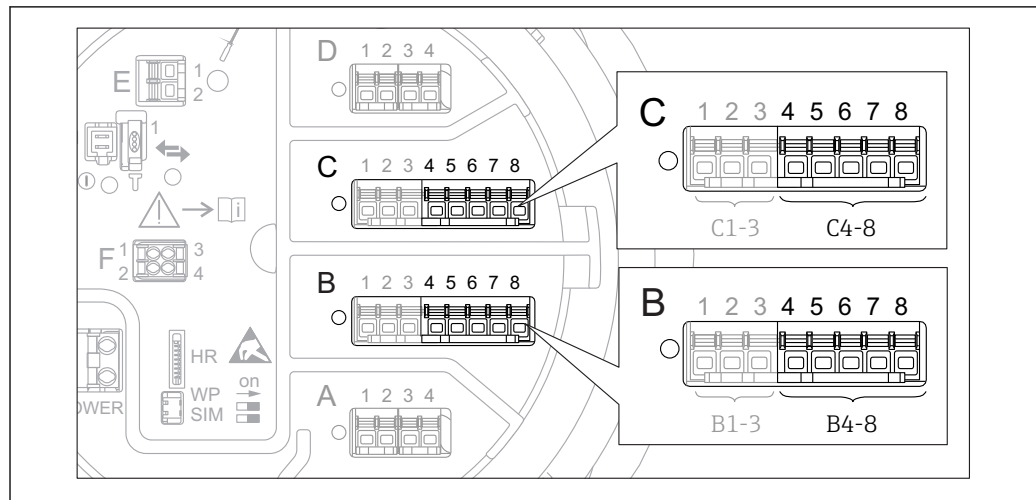 D 1 2 3 4
E 1
2
1
C 1 2 3 4 5 6 7 8
i
F 1 3
2 4
B 1 2 3 4 5 6 7 8
HR
WP on
SIM
OWER
A 1 2 3 4
C 1 2 3 4 5 6 7 8
C1-3 C4-8
B 1 2 3 4 5 6 7 8
B1-3 B4-8